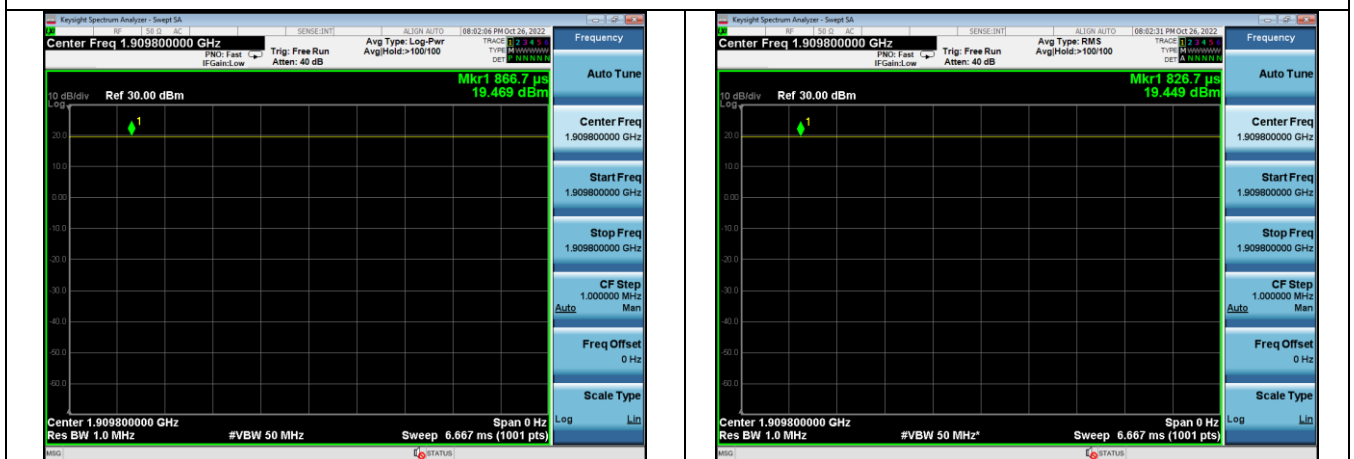 Keysight Spectrum Analyzer - Swept SA
RF 50 Ω AC SENSE:INT ALIGN AUTO 08:02:06 PM Oct 26, 2022
Center Freq 1.909800000 GHz
PNO: Fast
IFGain:Low
Trig: Free Run
Atten: 40 dB
Avg Type: Log-Pwr
Avg|Hold:>100/100
TRACE 1 2 3 4 5 6
TYPE M W W W W W
DET P N N N N N
Mkr1 866.7 µs
19.469 dBm
10 dB/div Ref 30.00 dBm
Log
1
20.0
10.0
0.00
-10.0
-20.0
-30.0
-40.0
-50.0
-60.0
Center 1.909800000 GHz Span 0 Hz
Res BW 1.0 MHz #VBW 50 MHz Sweep 6.667 ms (1001 pts)
MSG STATUS
Frequency
Auto Tune
Center Freq
1.909800000 GHz
Start Freq
1.909800000 GHz
Stop Freq
1.909800000 GHz
CF Step
1.000000 MHz
Auto Man
Freq Offset
0 Hz
Scale Type
Log Lin
Keysight Spectrum Analyzer - Swept SA
RF 50 Ω AC SENSE:INT ALIGN AUTO 08:02:31 PM Oct 26, 2022
Center Freq 1.909800000 GHz
PNO: Fast
IFGain:Low
Trig: Free Run
Atten: 40 dB
Avg Type: RMS
Avg|Hold:>100/100
TRACE 1 2 3 4 5 6
TYPE M W W W W W
DET A N N N N N
Mkr1 826.7 µs
19.449 dBm
10 dB/div Ref 30.00 dBm
Log
1
20.0
10.0
0.00
-10.0
-20.0
-30.0
-40.0
-50.0
-60.0
Center 1.909800000 GHz Span 0 Hz
Res BW 1.0 MHz #VBW 50 MHz* Sweep 6.667 ms (1001 pts)
MSG STATUS
Frequency
Auto Tune
Center Freq
1.909800000 GHz
Start Freq
1.909800000 GHz
Stop Freq
1.909800000 GHz
CF Step
1.000000 MHz
Auto Man
Freq Offset
0 Hz
Scale Type
Log Lin